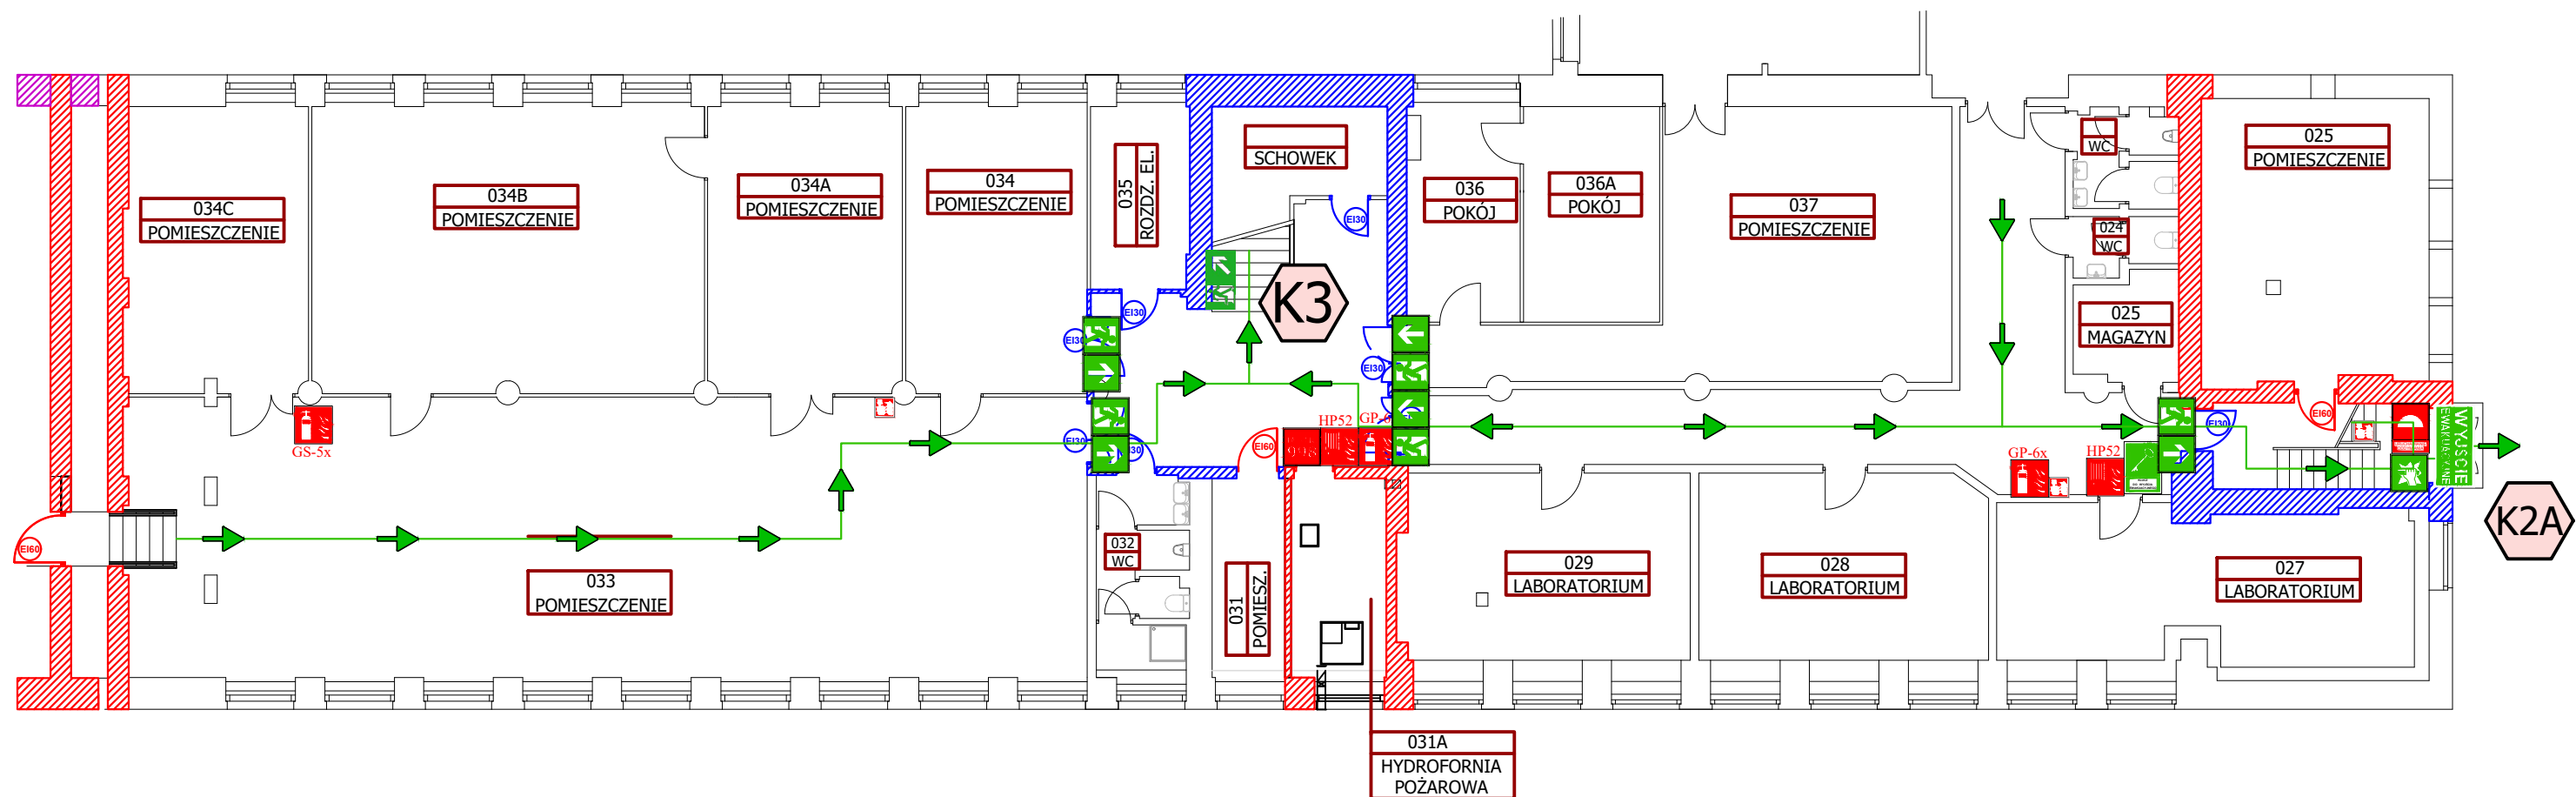 034C
POMIESZCZENIE
034B
POMIESZCZENIE
034A
POMIESZCZENIE
034
POMIESZCZENIE
035
ROZDZ. EL.
SCHOWEK
EI30
036
POKÓJ
036A
POKÓJ
037
POMIESZCZENIE
WC
024
WC
025
MAGAZYN
025
POMIESZCZENIE
K3
EI30
EI30
EI30
EI30
EI30
EI60
HP52
GP-6
GS-5x
EI60
033
POMIESZCZENIE
032
WC
031
POMIESZ.
029
LABORATORIUM
028
LABORATORIUM
027
LABORATORIUM
GP-6x
HP52
EI30
EI60
WYJŚCIE
EWAKUACYJNE
K2A
031A
HYDROFORNIA
POŻAROWA